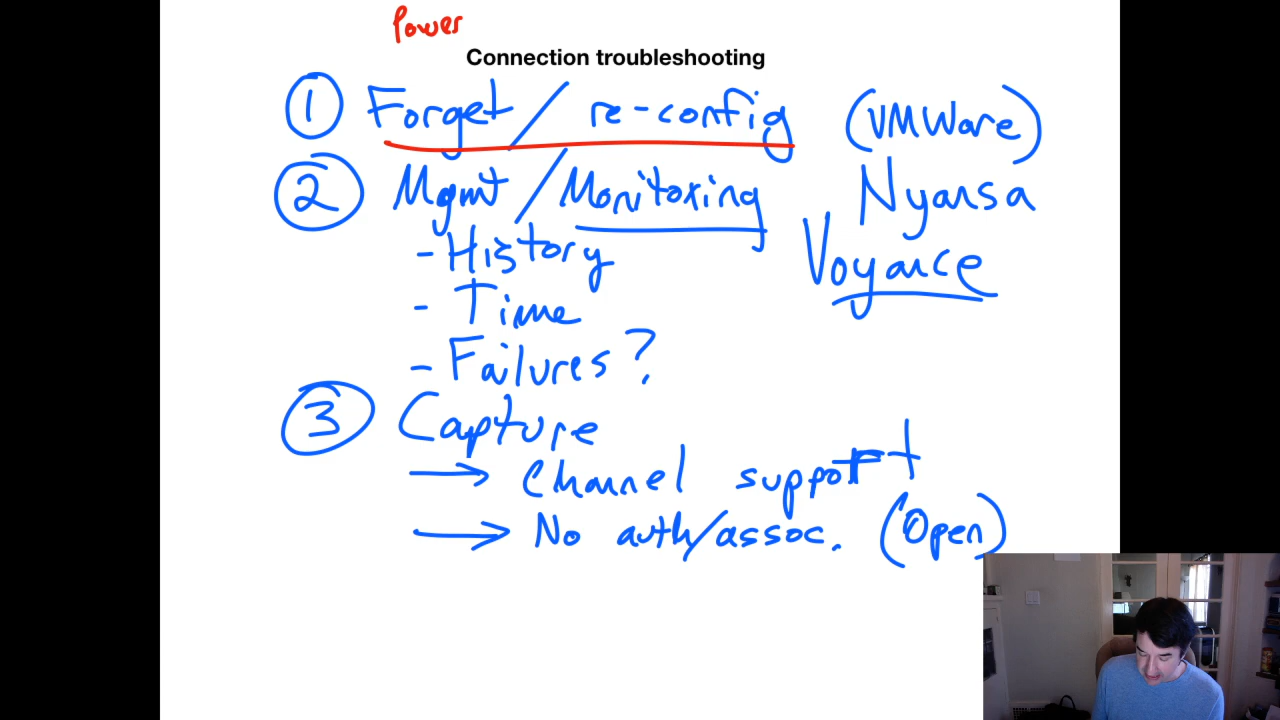 Power
Connection troubleshooting
① Forget / re-config (VMWare)
② Mgmt / Monitoring Nyansa
- History Voyance
- Time
- Failures?
③ Capture
→ Channel support
→ No auth/assoc. (Open)